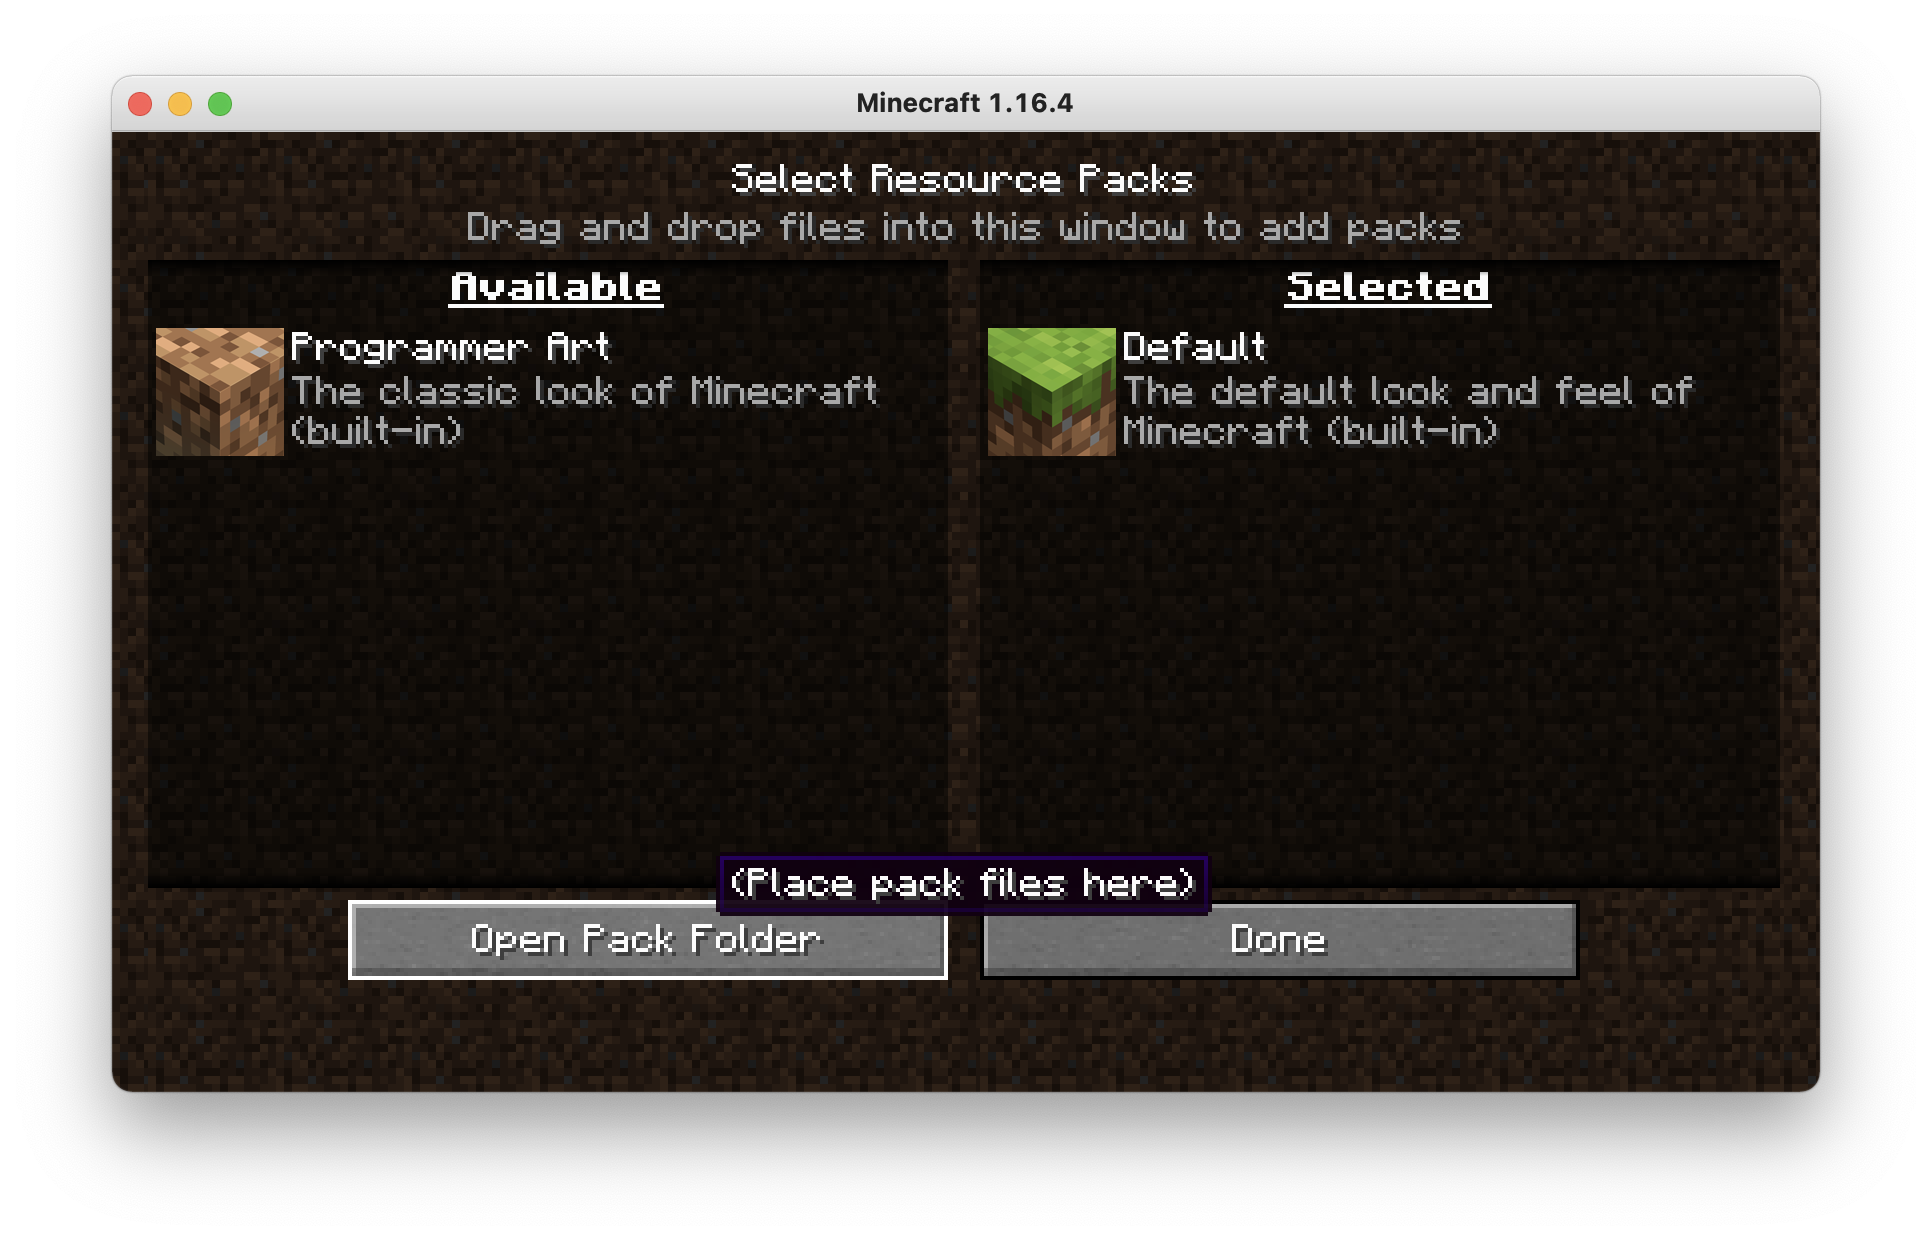 Minecraft 1.16.4
Select Resource Packs
Drag and drop files into this window to add packs
Available
Programmer Art
The classic look of Minecraft
(built-in)
Selected
Default
The default look and feel of
Minecraft (built-in)
(Place pack files here)
Open Pack Folder
Done